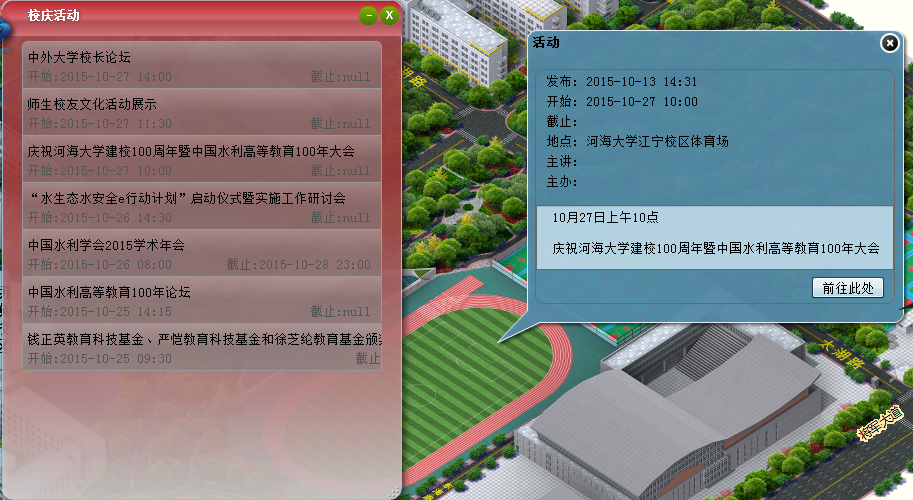 校庆活动
中外大学校长论坛
开始:2015-10-27 14:00 截止:null
师生校友文化活动展示
开始:2015-10-27 11:30 截止:null
庆祝河海大学建校100周年暨中国水利高等教育100年大会
开始:2015-10-27 10:00 截止:null
“水生态水安全e行动计划”启动仪式暨实施工作研讨会
开始:2015-10-26 14:30 截止:null
中国水利学会2015学术年会
开始:2015-10-26 08:00 截止:2015-10-28 23:00
中国水利高等教育100年论坛
开始:2015-10-25 14:15 截止:null
钱正英教育科技基金、严恺教育科技基金和徐芝纶教育基金颁奖
开始:2015-10-25 09:30 截止
活动
发布: 2015-10-13 14:31
开始: 2015-10-27 10:00
截止:
地点: 河海大学江宁校区体育场
主讲:
主办:
10月27日上午10点
庆祝河海大学建校100周年暨中国水利高等教育100年大会
前往此处
湖路
太湖路
将军大道